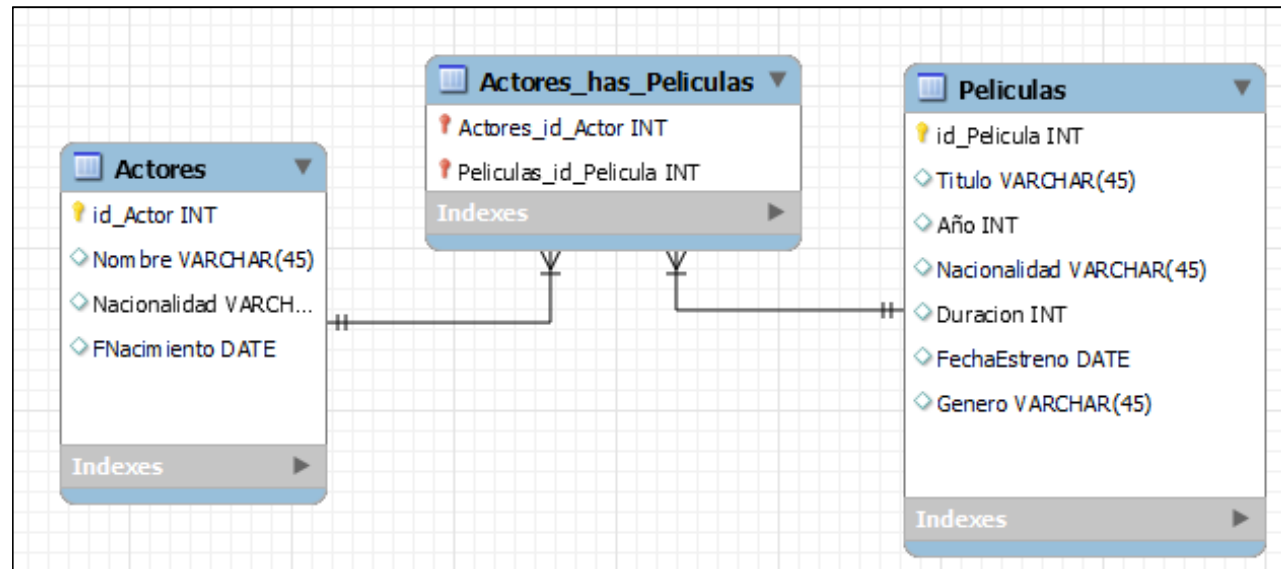 Actores
id_Actor INT
Nombre VARCHAR(45)
Nacionalidad VARCH...
FNacimiento DATE
Indexes
Actores_has_Peliculas
Actores_id_Actor INT
Peliculas_id_Pelicula INT
Indexes
Peliculas
id_Pelicula INT
Titulo VARCHAR(45)
Año INT
Nacionalidad VARCHAR(45)
Duracion INT
FechaEstreno DATE
Genero VARCHAR(45)
Indexes